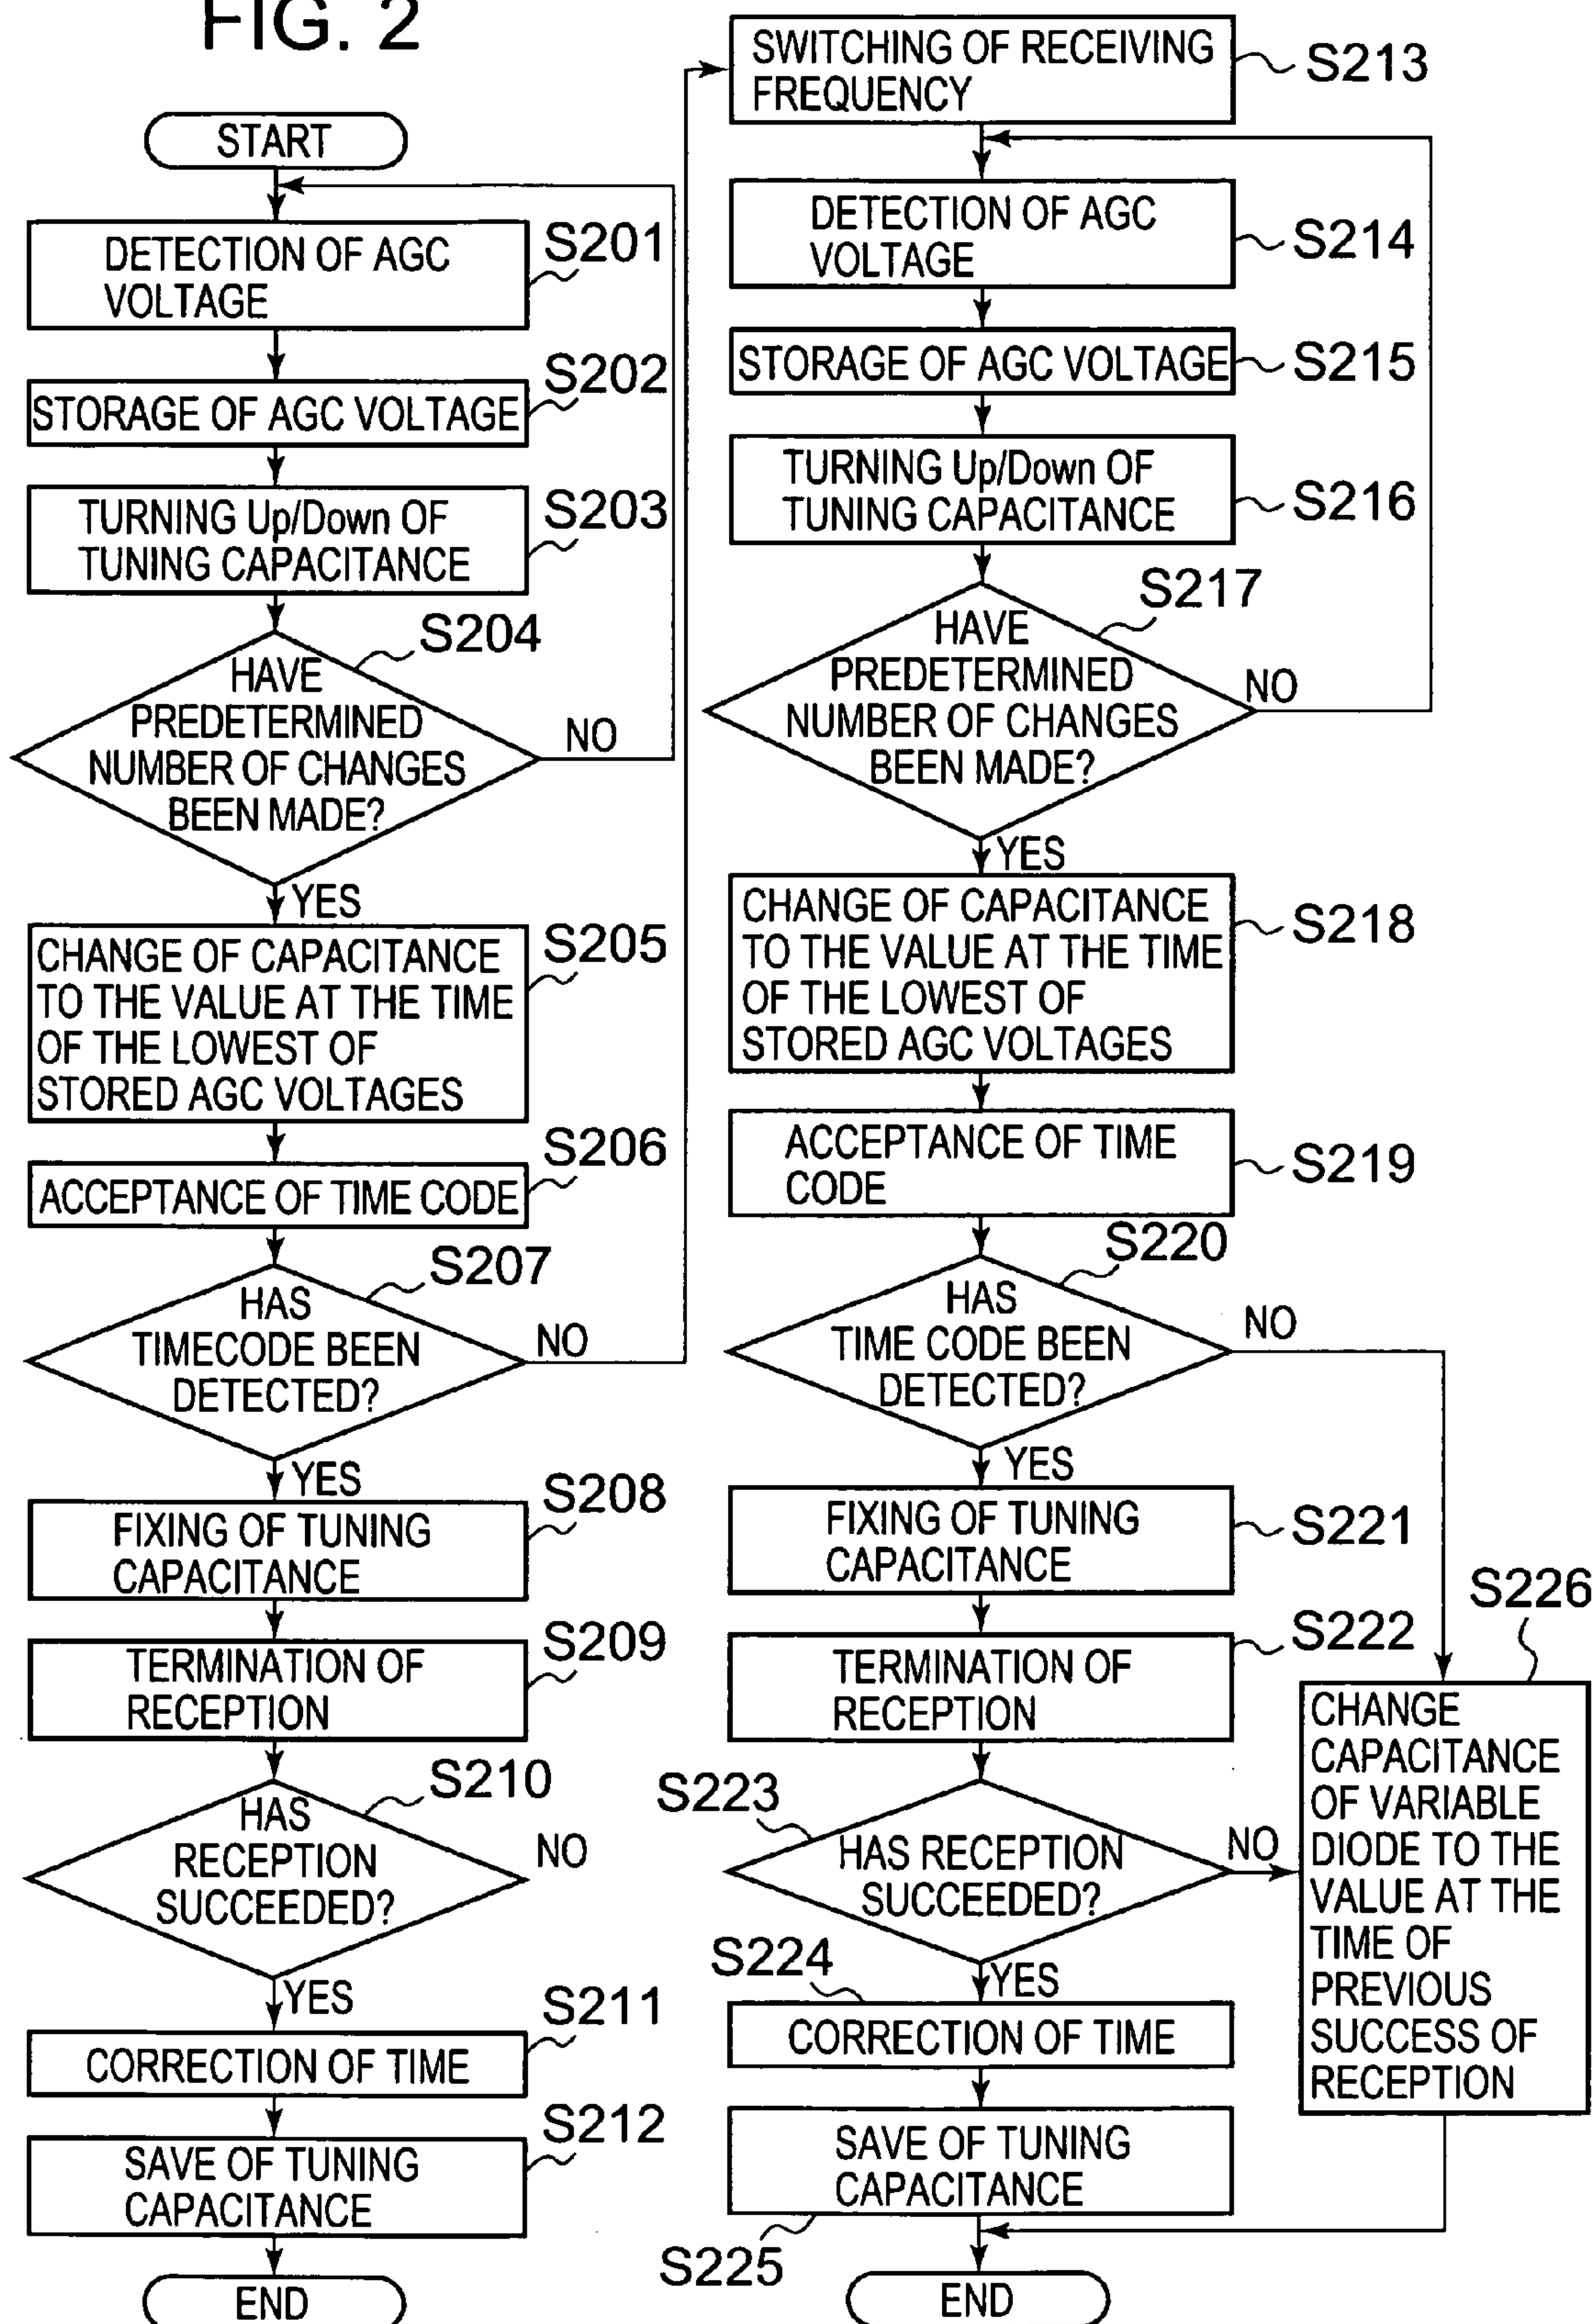 FIG. 2
START
DETECTION OF AGC
VOLTAGE
S201
STORAGE OF AGC VOLTAGE
S202
TURNING Up/Down OF
TUNING CAPACITANCE
S203
S204
HAVE
PREDETERMINED
NUMBER OF CHANGES
BEEN MADE?
NO
YES
CHANGE OF CAPACITANCE
TO THE VALUE AT THE TIME
OF THE LOWEST OF
STORED AGC VOLTAGES
S205
ACCEPTANCE OF TIME CODE
S206
S207
HAS
TIMECODE BEEN
DETECTED?
NO
YES
FIXING OF TUNING
CAPACITANCE
S208
TERMINATION OF
RECEPTION
S209
S210
HAS
RECEPTION
SUCCEEDED?
NO
YES
CORRECTION OF TIME
S211
SAVE OF TUNING
CAPACITANCE
S212
END
SWITCHING OF RECEIVING
FREQUENCY
S213
DETECTION OF AGC
VOLTAGE
S214
STORAGE OF AGC VOLTAGE
S215
TURNING Up/Down OF
TUNING CAPACITANCE
S216
S217
HAVE
PREDETERMINED
NUMBER OF CHANGES
BEEN MADE?
NO
YES
CHANGE OF CAPACITANCE
TO THE VALUE AT THE TIME
OF THE LOWEST OF
STORED AGC VOLTAGES
S218
ACCEPTANCE OF TIME
CODE
S219
S220
HAS
TIME CODE BEEN
DETECTED?
NO
YES
FIXING OF TUNING
CAPACITANCE
S221
TERMINATION OF
RECEPTION
S222
S223
HAS RECEPTION
SUCCEEDED?
NO
YES
S224
CORRECTION OF TIME
SAVE OF TUNING
CAPACITANCE
S225
END
S226
CHANGE
CAPACITANCE
OF VARIABLE
DIODE TO THE
VALUE AT THE
TIME OF
PREVIOUS
SUCCESS OF
RECEPTION